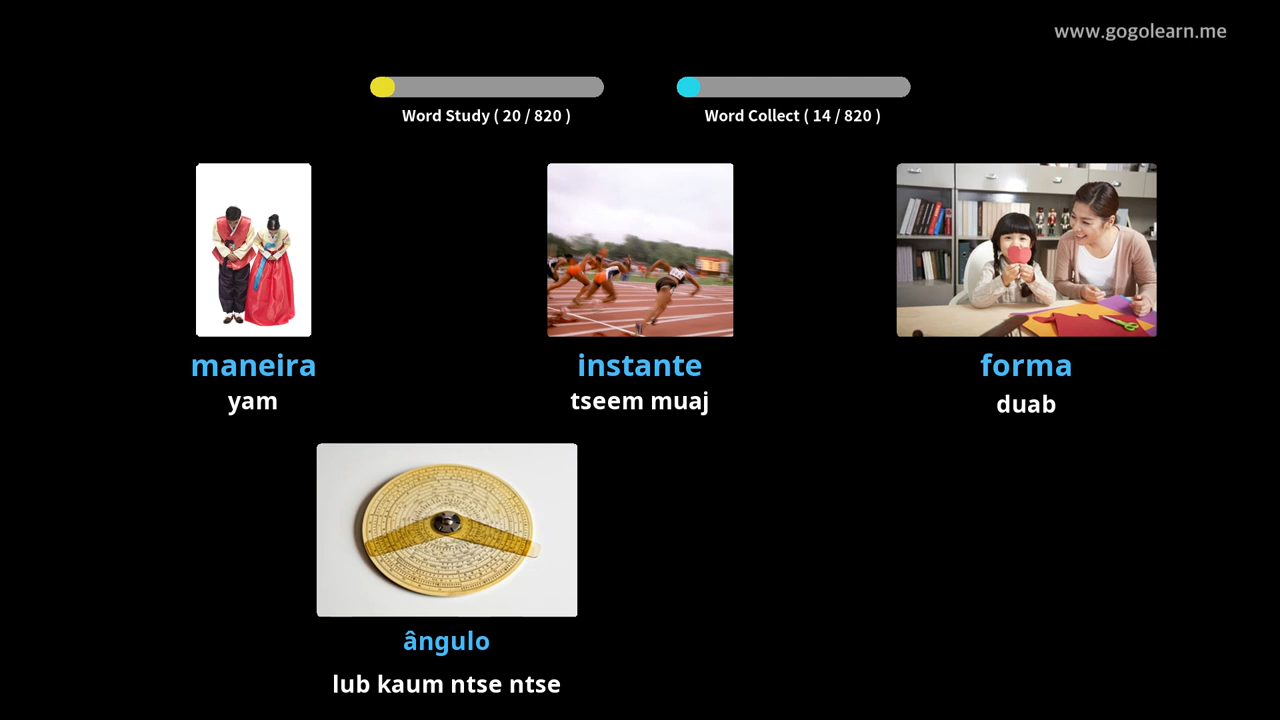 www.gogolearn.me
Word Study ( 20 / 820 )
Word Collect ( 14 / 820 )
maneira
yam
instante
tseem muaj
forma
duab
ângulo
lub kaum ntse ntse